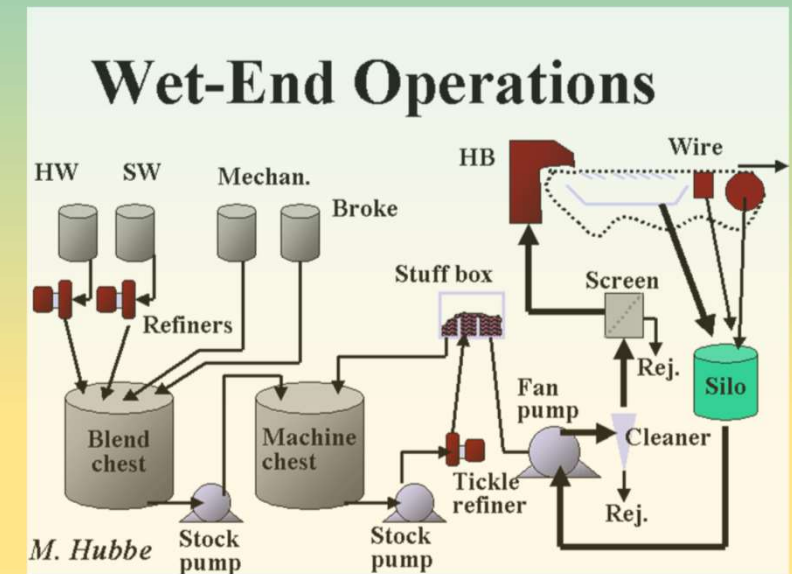 Wet-End Operations
HW
SW
Mechan.
Broke
HB
Wire
Refiners
Stuff box
Screen
Rej.
Silo
Fan
pump
Cleaner
Blend
chest
Machine
chest
Tickle
refiner
Rej.
Stock
pump
Stock
pump
M. Hubbe